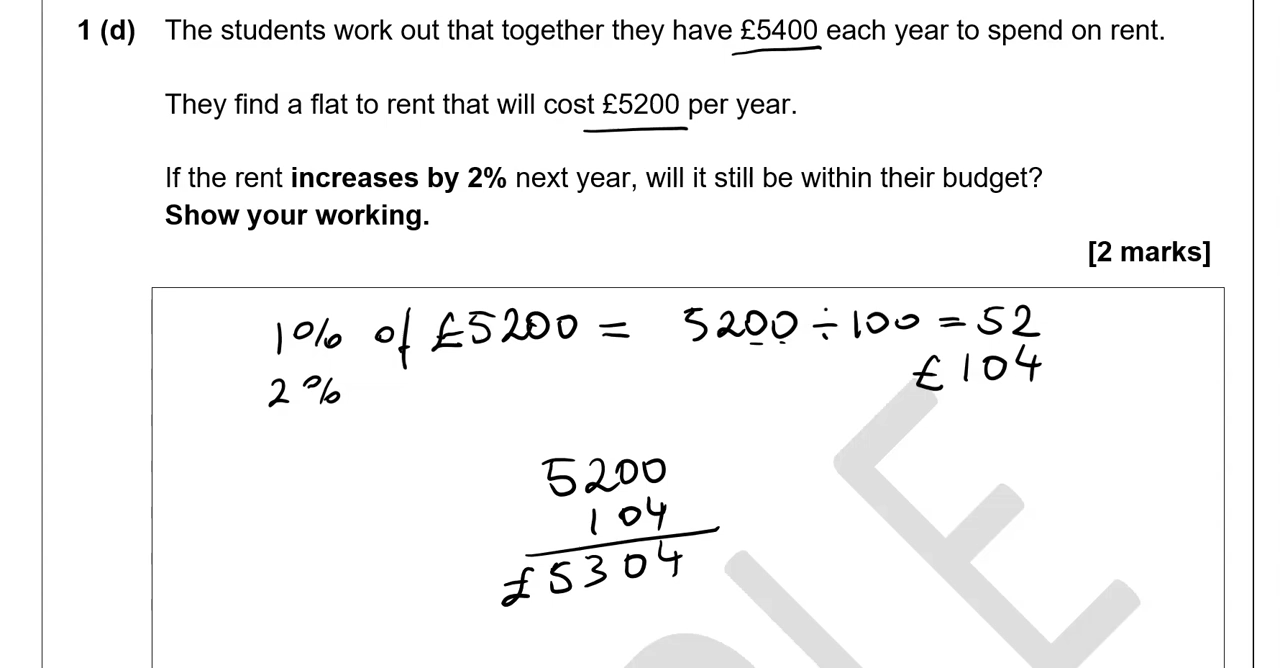 1 (d) The students work out that together they have £5400 each year to spend on rent.
They find a flat to rent that will cost £5200 per year.
If the rent increases by 2% next year, will it still be within their budget?
Show your working.
[2 marks]
1% of £5200 = 5200 ÷ 100 = 52
2% £104
5200
104
£5304